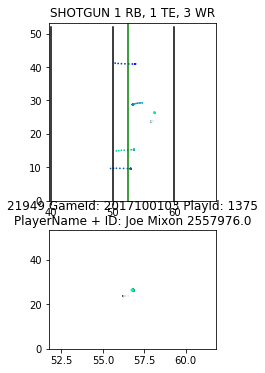 SHOTGUN 1 RB, 1 TE, 3 WR
50
40
30
20
10
0
40 50 60
21949 GameId: 2017100103 PlayId: 1375
PlayerName + ID: Joe Mixon 2557976.0
40
20
0
52.5 55.0 57.5 60.0